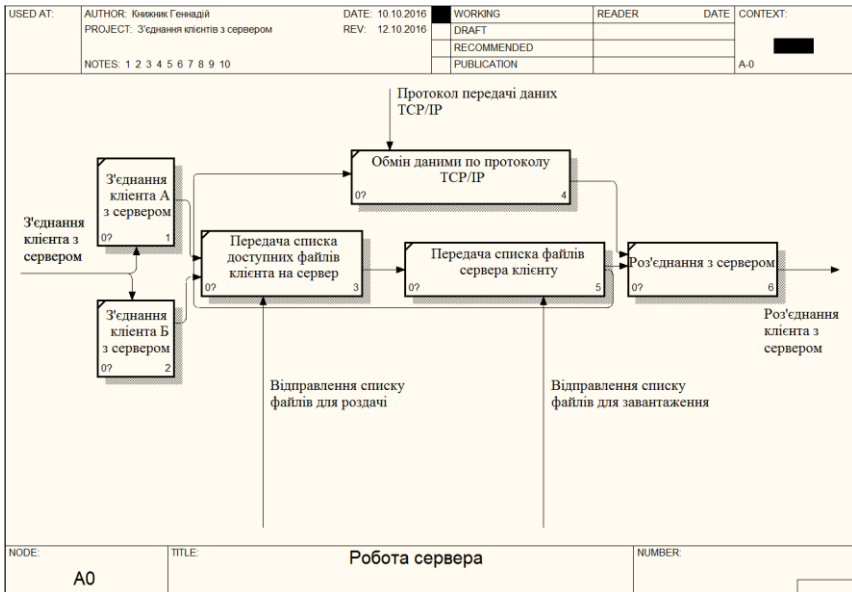 USED AT:
AUTHOR: Книжник Геннадій
DATE: 10.10.2016
WORKING
READER
DATE
CONTEXT:
PROJECT: З'єднання клієнтів з сервером
REV: 12.10.2016
DRAFT
RECOMMENDED
NOTES: 1 2 3 4 5 6 7 8 9 10
PUBLICATION
A-0
Протокол передачі даних
TCP/IP
Обмін даними по протоколу
TCP/IP
0?
4
З'єднання
клієнта А
з сервером
0?
1
З'єднання
клієнта з
сервером
Передача списка
доступних файлів
клієнта на сервер
0?
3
Передача списка файлів
сервера клієнту
0?
5
Роз'єднання з сервером
0?
6
З'єднання
клієнта Б
з сервером
0?
2
Роз'єднання
клієнта з
сервером
Відправлення списку
файлів для роздачі
Відправлення списку
файлів для завантаження
NODE:
A0
TITLE:
Робота сервера
NUMBER: